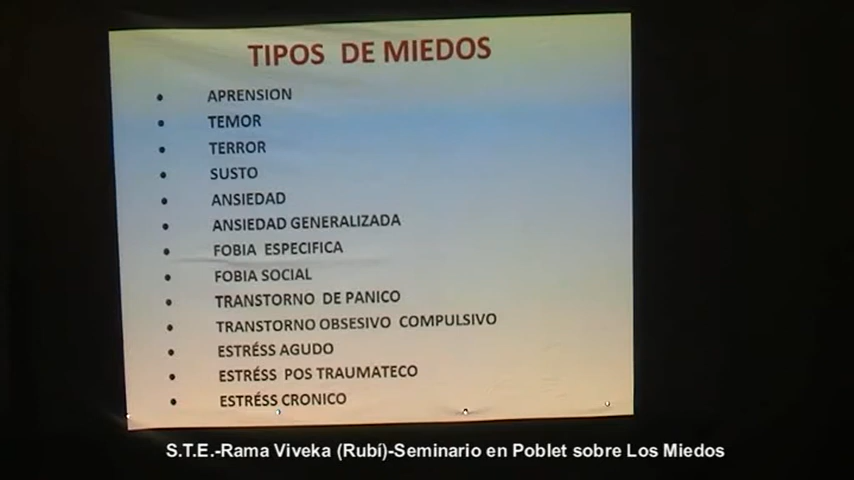 TIPOS DE MIEDOS
• APRENSION
• TEMOR
• TERROR
• SUSTO
• ANSIEDAD
• ANSIEDAD GENERALIZADA
• FOBIA ESPECIFICA
• FOBIA SOCIAL
• TRANSTORNO DE PANICO
• TRANSTORNO OBSESIVO COMPULSIVO
• ESTRÉSS AGUDO
• ESTRÉSS POS TRAUMATECO
• ESTRÉSS CRONICO
S.T.E.-Rama Viveka (Rubí)-Seminario en Poblet sobre Los Miedos